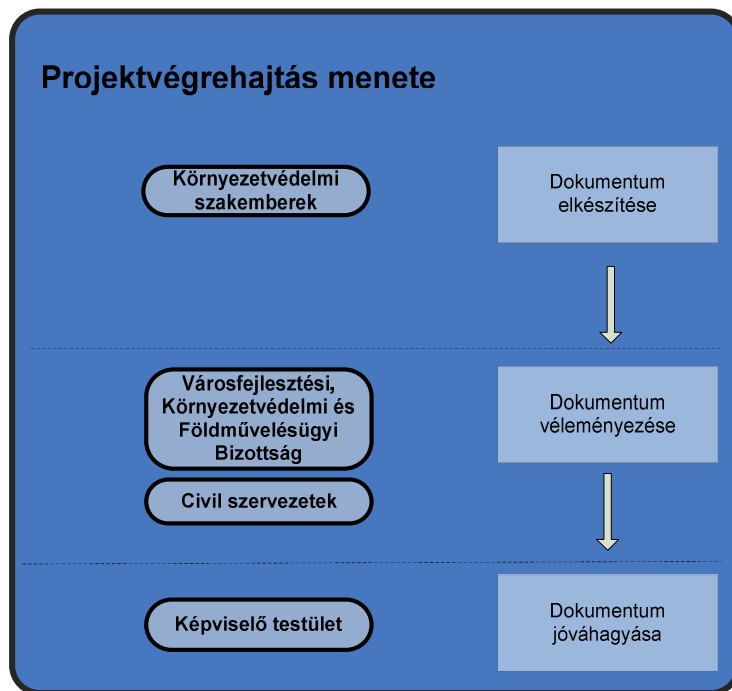 Projektvégrehajtás menete
Környezetvédelmi
szakemberek
Dokumentum
elkészítése
Városfejlesztési,
Környezetvédelmi és
Földművelésügyi
Bizottság
Civil szervezetek
Dokumentum
véleményezése
Képviselő testület
Dokumentum
jóváhagyása